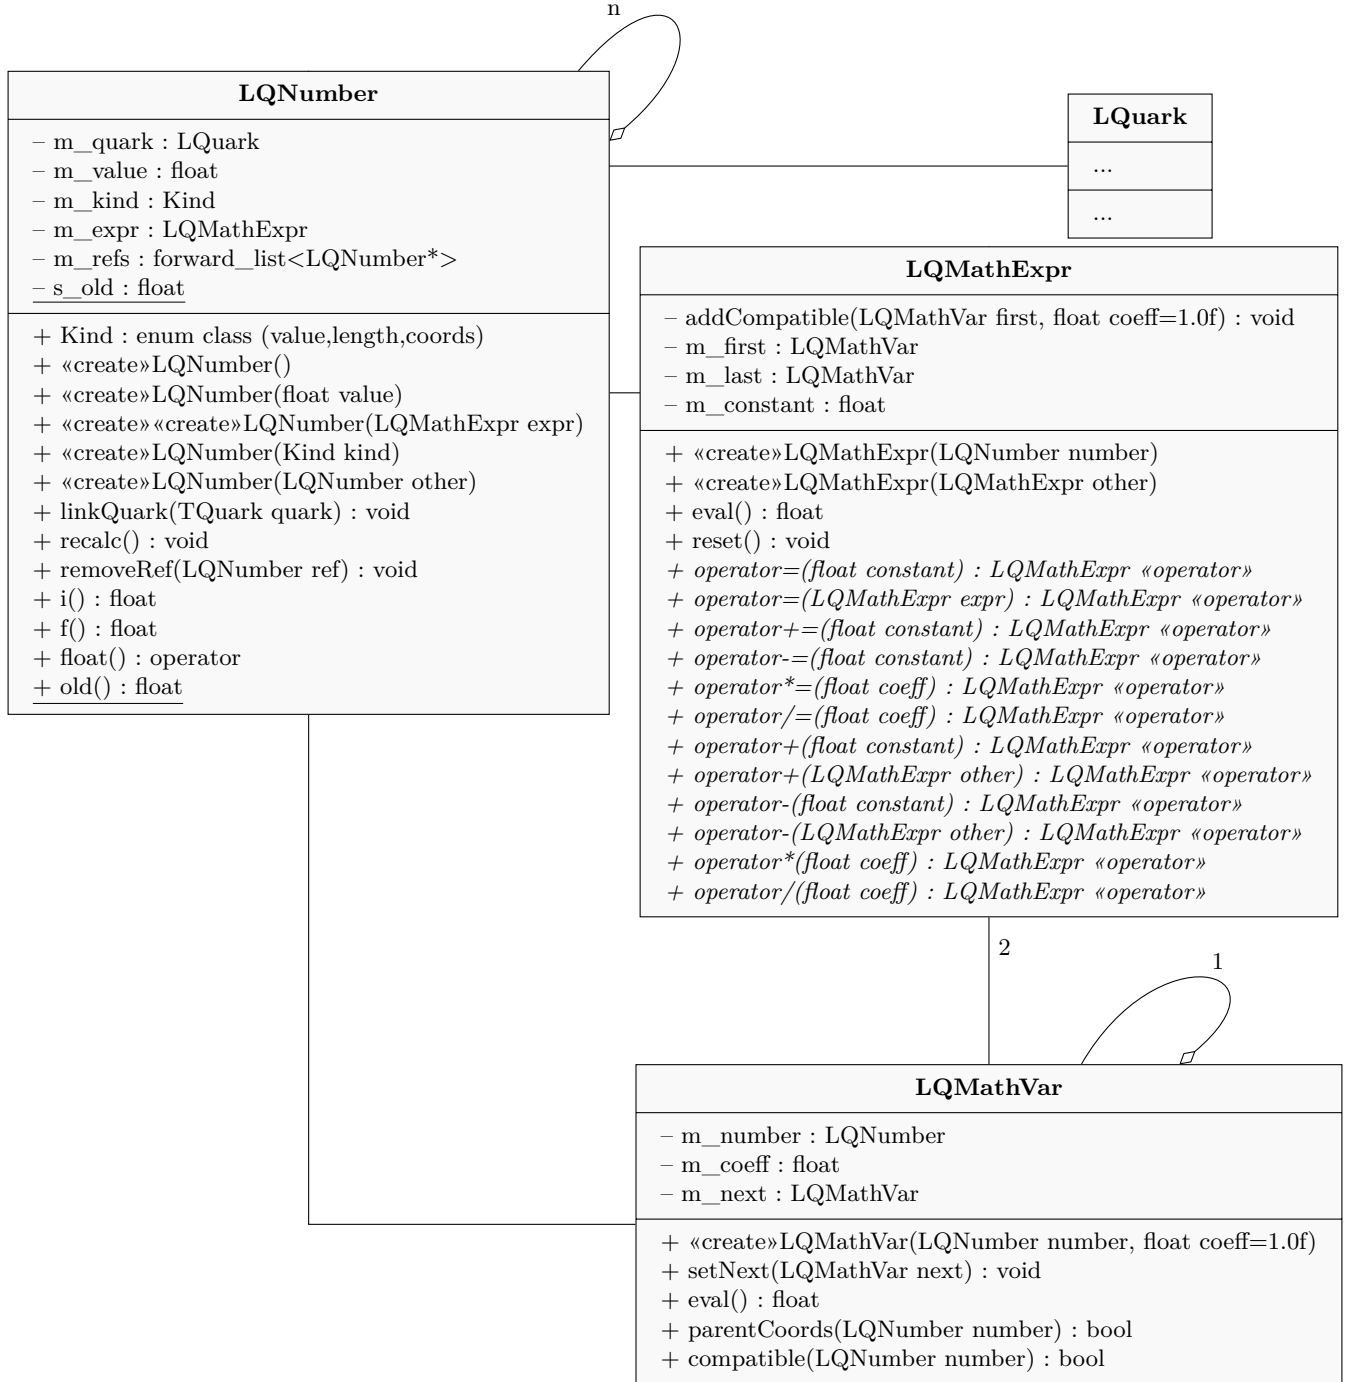 n
LQNumber
– m_quark : LQuark
– m_value : float
– m_kind : Kind
– m_expr : LQMathExpr
– m_refs : forward_list<LQNumber*>
– s_old : float
+ Kind : enum class (value,length,coords)
+ «create»LQNumber()
+ «create»LQNumber(float value)
+ «create»«create»LQNumber(LQMathExpr expr)
+ «create»LQNumber(Kind kind)
+ «create»LQNumber(LQNumber other)
+ linkQuark(TQuark quark) : void
+ recalc() : void
+ removeRef(LQNumber ref) : void
+ i() : float
+ f() : float
+ float() : operator
+ old() : float
LQuark
...
...
LQMathExpr
– addCompatible(LQMathVar first, float coeff=1.0f) : void
– m_first : LQMathVar
– m_last : LQMathVar
– m_constant : float
+ «create»LQMathExpr(LQNumber number)
+ «create»LQMathExpr(LQMathExpr other)
+ eval() : float
+ reset() : void
+ operator=(float constant) : LQMathExpr «operator»
+ operator=(LQMathExpr expr) : LQMathExpr «operator»
+ operator+=(float constant) : LQMathExpr «operator»
+ operator-=(float constant) : LQMathExpr «operator»
+ operator*=(float coeff) : LQMathExpr «operator»
+ operator/=(float coeff) : LQMathExpr «operator»
+ operator+(float constant) : LQMathExpr «operator»
+ operator+(LQMathExpr other) : LQMathExpr «operator»
+ operator-(float constant) : LQMathExpr «operator»
+ operator-(LQMathExpr other) : LQMathExpr «operator»
+ operator*(float coeff) : LQMathExpr «operator»
+ operator/(float coeff) : LQMathExpr «operator»
2
1
LQMathVar
– m_number : LQNumber
– m_coeff : float
– m_next : LQMathVar
+ «create»LQMathVar(LQNumber number, float coeff=1.0f)
+ setNext(LQMathVar next) : void
+ eval() : float
+ parentCoords(LQNumber number) : bool
+ compatible(LQNumber number) : bool